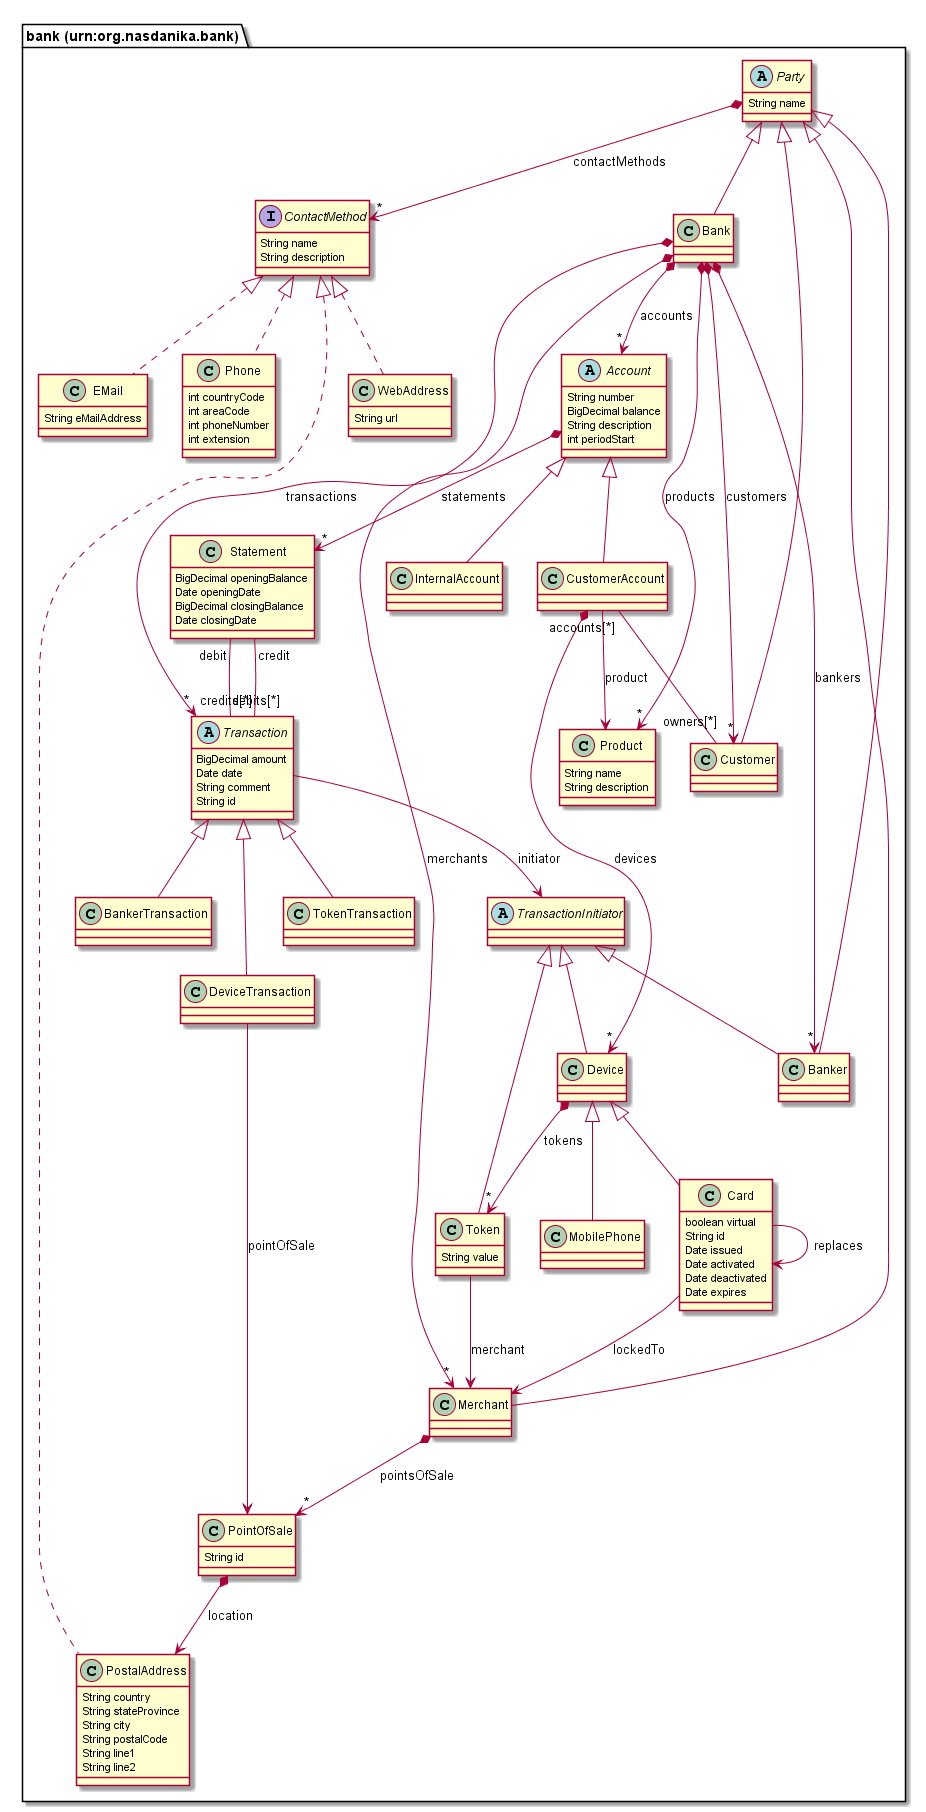 bank (urn:org.nasdanika.bank)
A Party
String name
contactMethods
*
I ContactMethod
String name
String description
C Bank
accounts
*
C EMail
String eMailAddress
C Phone
int countryCode
int areaCode
int phoneNumber
int extension
C WebAddress
String url
A Account
String number
BigDecimal balance
String description
int periodStart
transactions
statements
products
customers
*
C Statement
BigDecimal openingBalance
Date openingDate
BigDecimal closingBalance
Date closingDate
C InternalAccount
C CustomerAccount
accounts[*]
debit
credit
product
bankers
*
credits[*]
debits[*]
*
owners[*]
*
A Transaction
BigDecimal amount
Date date
String comment
String id
C Product
String name
String description
C Customer
merchants
initiator
devices
C BankerTransaction
C TokenTransaction
A TransactionInitiator
C DeviceTransaction
*
*
C Device
C Banker
tokens
*
C Token
String value
C MobilePhone
C Card
boolean virtual
String id
Date issued
Date activated
Date deactivated
Date expires
replaces
pointOfSale
merchant
lockedTo
*
C Merchant
pointsOfSale
*
C PointOfSale
String id
location
C PostalAddress
String country
String stateProvince
String city
String postalCode
String line1
String line2